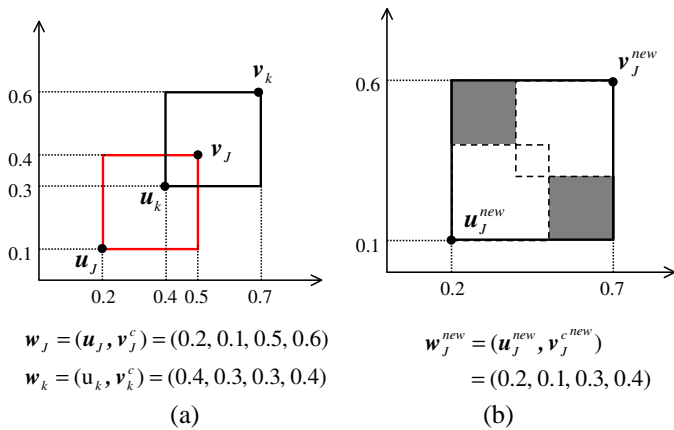 v_k
0.6
v_J
0.4
0.3
u_k
0.1
u_J
0.2 0.4 0.5 0.7
w_J = (u_J, v_J^c) = (0.2, 0.1, 0.5, 0.6)
w_k = (u_k, v_k^c) = (0.4, 0.3, 0.3, 0.4)
(a)
v_J^{new}
0.6
u_J^{new}
0.1
0.2 0.7
w_J^{new} = (u_J^{new}, v_J^{c^{new}})
= (0.2, 0.1, 0.3, 0.4)
(b)